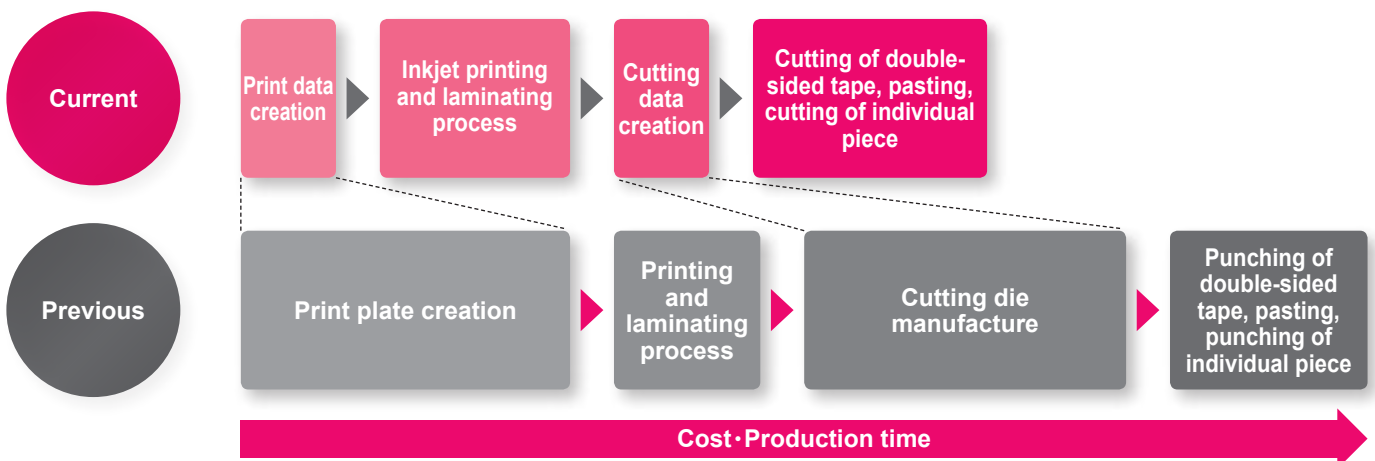 Current
Print data
creation
Inkjet printing
and laminating
process
Cutting
data
creation
Cutting of double-
sided tape, pasting,
cutting of individual
piece
Previous
Print plate creation
Printing
and
laminating
process
Cutting die
manufacture
Punching of
double-sided
tape, pasting,
punching of
individual piece
Cost・Production time